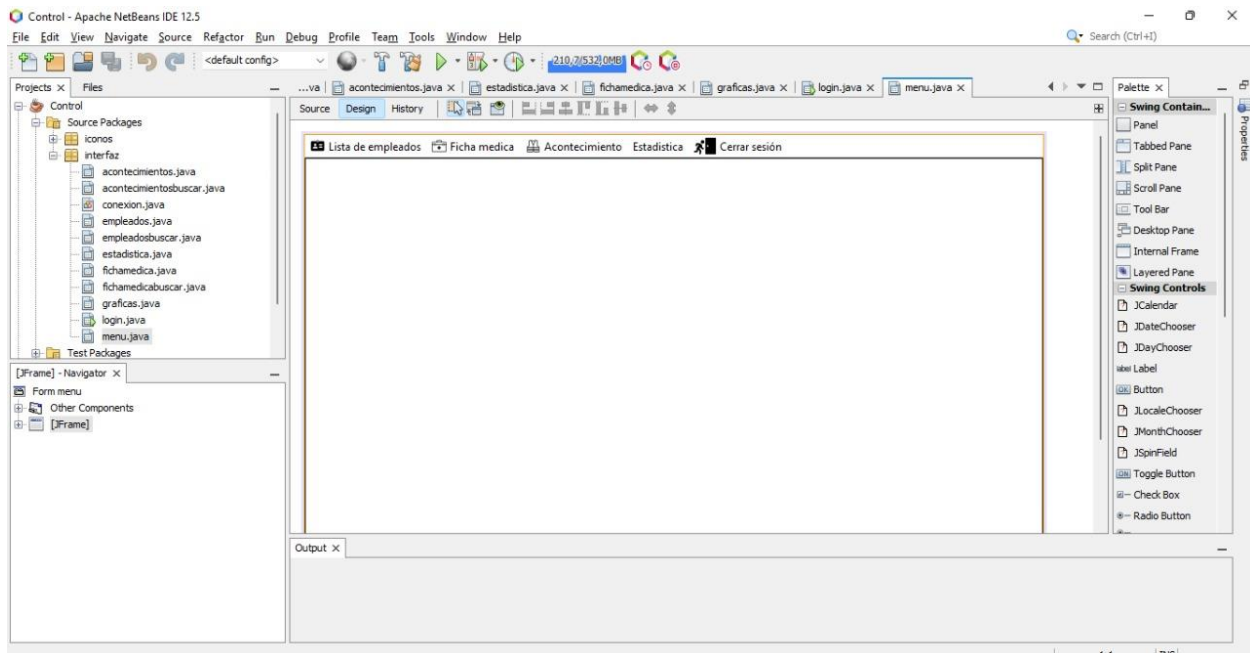 Control - Apache NetBeans IDE 12.5
File Edit View Navigate Source Refactor Run Debug Profile Team Tools Window Help
Search (Ctrl+I)
<default config>
210,7/532,0MB
Projects Files
...va acontecimientos.java estadistica.java fichamedica.java graficas.java login.java menu.java
Palette
Properties
Source Design History
Control
Source Packages
iconos
interfaz
acontecimientos.java
acontecimientosbuscar.java
conexion.java
empleados.java
empleadosbuscar.java
estadistica.java
fichamedica.java
fichamedicabuscar.java
graficas.java
login.java
menu.java
Test Packages
[JFrame] - Navigator
Form menu
Other Components
[JFrame]
Lista de empleados Ficha medica Acontecimiento Estadistica Cerrar sesión
Swing Contain...
Panel
Tabbed Pane
Split Pane
Scroll Pane
Tool Bar
Desktop Pane
Internal Frame
Layered Pane
Swing Controls
JCalendar
JDateChooser
JDayChooser
label Label
OK Button
JLocaleChooser
JMonthChooser
JSpinField
ON Toggle Button
Check Box
Radio Button
Output